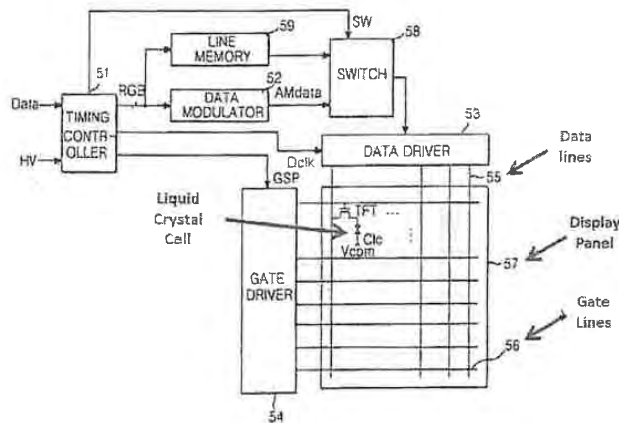 SW
59
LINE
MEMORY
58
SWITCH
51
RGB
52
DATA
MODULATOR
AMdata
Data
TIMING
CONTR
OLLER
HV
53
DATA DRIVER
Dclk
GSP
Data
lines
55
Liquid
Crystal
Cell
TFT ...
Clc
Vcom
Display
Panel
57
GATE
DRIVER
Gate
Lines
56
54